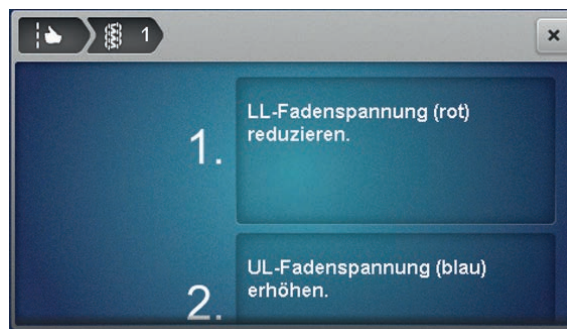 1
×
1.
LL-Fadenspannung (rot)
reduzieren.
2.
UL-Fadenspannung (blau)
erhöhen.